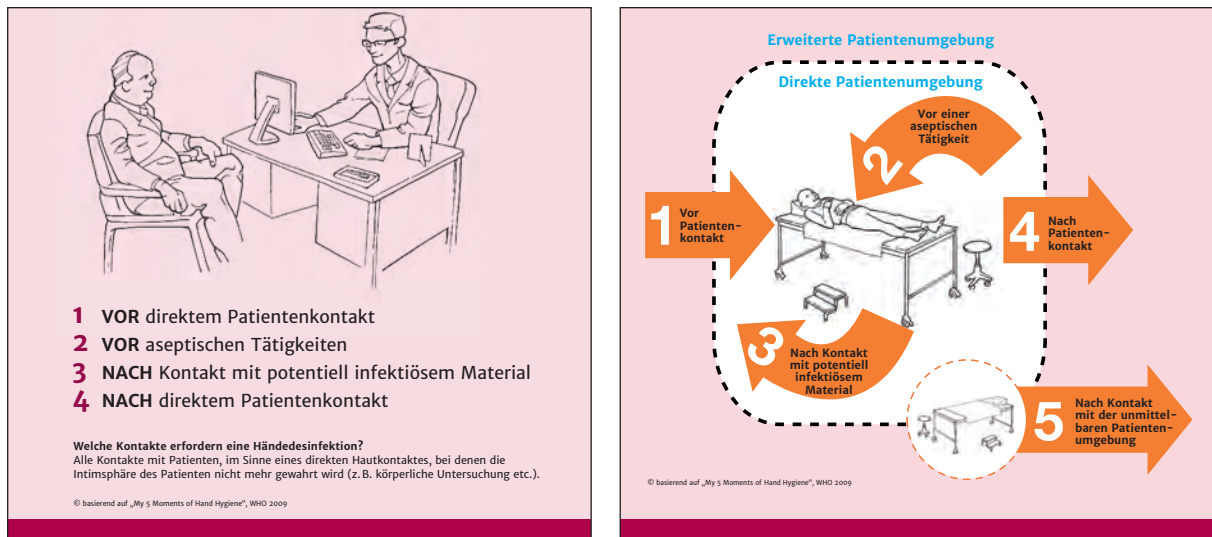 1 VOR direktem Patientenkontakt
2 VOR aseptischen Tätigkeiten
3 NACH Kontakt mit potentiell infektiösem Material
4 NACH direktem Patientenkontakt
Welche Kontakte erfordern eine Händedesinfektion?
Alle Kontakte mit Patienten, im Sinne eines direkten Hautkontaktes, bei denen die
Intimsphäre des Patienten nicht mehr gewahrt wird (z. B. körperliche Untersuchung etc.).
© basierend auf „My 5 Moments of Hand Hygiene“, WHO 2009
Erweiterte Patientenumgebung
Direkte Patientenumgebung
1
Vor
Patienten-
kontakt
2
Vor einer
aseptischen
Tätigkeit
3
Nach Kontakt
mit potentiell
infektiösem
Material
4
Nach
Patienten-
kontakt
5
Nach Kontakt
mit der unmittel-
baren Patienten-
umgebung
© basierend auf „My 5 Moments of Hand Hygiene“, WHO 2009